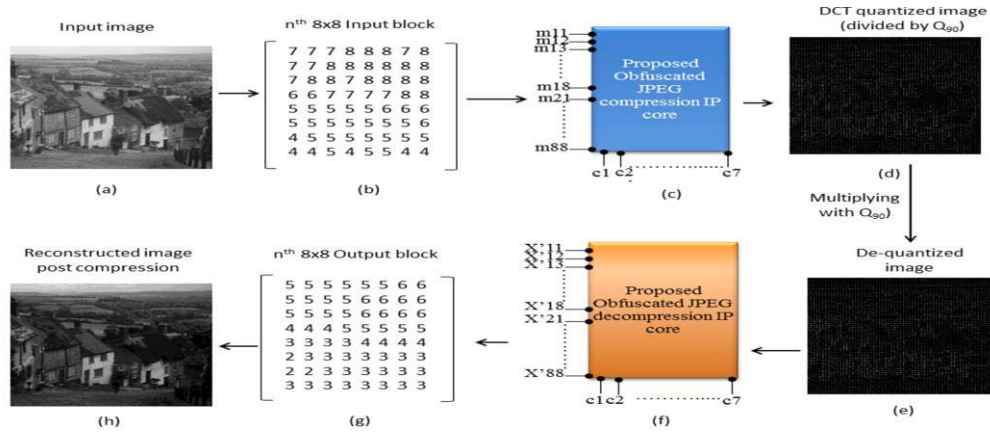 Input image
(a)
nth 8x8 Input block
7 7 7 8 8 8 7 8
7 7 8 8 8 8 8 8
7 8 8 7 8 8 8 8
6 6 7 7 7 7 8 8
5 5 5 5 5 6 6 6
5 5 5 5 5 5 5 6
4 5 5 5 5 5 5 5
4 4 5 4 5 5 4 4
(b)
m11
m12
m13
m18
m21
m88
Proposed
Obfuscated
JPEG
compression IP
core
c1 c2 c7
(c)
DCT quantized image
(divided by Q90)
(d)
Multiplying
with Q90)
De-quantized
image
(e)
X'11
X'12
X'13
X'18
X'21
X'88
Proposed
Obfuscated JPEG
decompression IP
core
c1 c2 c7
(f)
nth 8x8 Output block
5 5 5 5 5 5 6 6
5 5 5 5 6 6 6 6
5 5 5 5 6 6 6 6
4 4 4 5 5 5 5 5
3 3 3 3 4 4 4 4
2 3 3 3 3 3 3 3
2 2 3 3 3 3 3 3
3 3 3 3 3 3 3 3
(g)
Reconstructed image
post compression
(h)